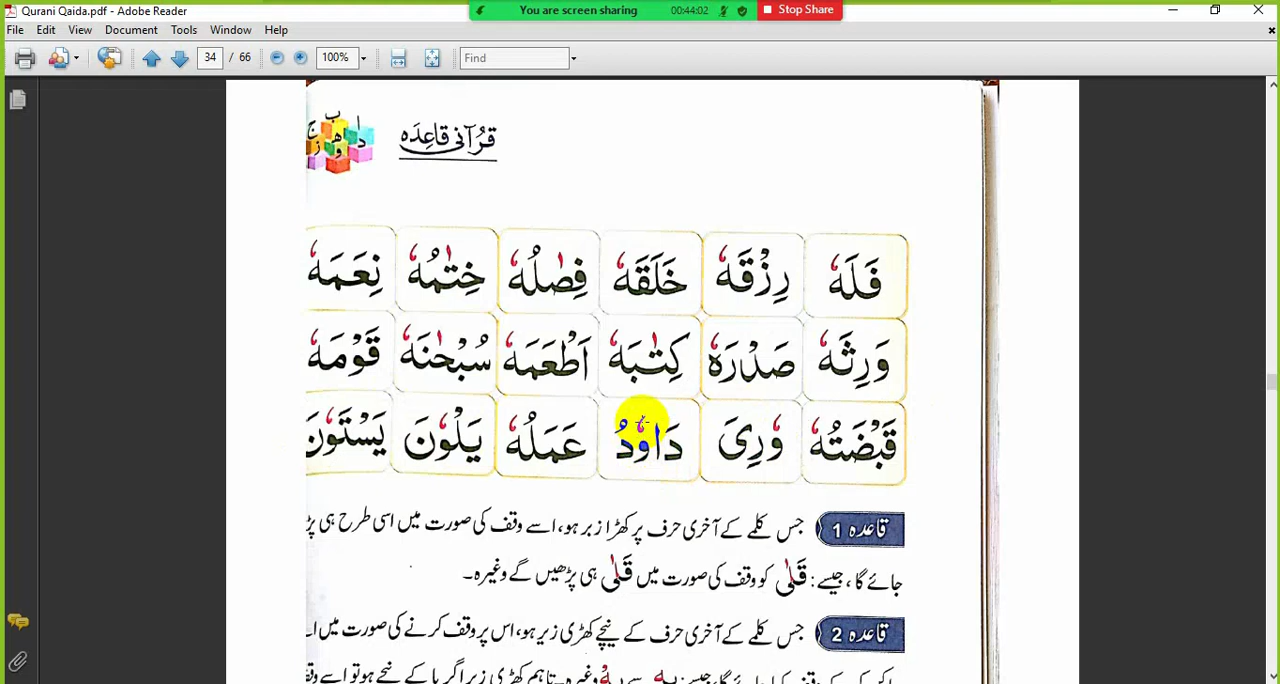 Qurani Qaida.pdf - Adobe Reader
You are screen sharing 00:44:02 Stop Share
File Edit View Document Tools Window Help
34 / 66 100% Find
قرآنی قاعدہ
فَلَهٗ رِزْقَهٗ خَلَقَهٗ فِصٰلُهٗ خِتٰمُهٗ نِعَمَهٗ
وَرِثَهٗ صَدْرَهٗ كِتٰبَهٗ اَطْعَمَهٗ سُبْحٰنَهٗ قَوْمَهٗ
قَبْضَتُهٗ وٗرِیَ دَاوٗدُ عَمَلُهٗ یَلْوٗنَ یَسْتَوٗنَ
قاعدہ 1 جس کلمے کے آخری حرف پر کھڑا زبر ہو، اسے وقف کی صورت میں اسی طرح ہی
جائے گا، جیسے: قَلٰى کو وقف کی صورت میں قَلٰى ہی پڑھیں گے وغیرہ۔
قاعدہ 2 جس کلمے کے آخری حرف کے نیچے کھڑی زیر ہو، اس پر وقف کرنے کی صورت میں